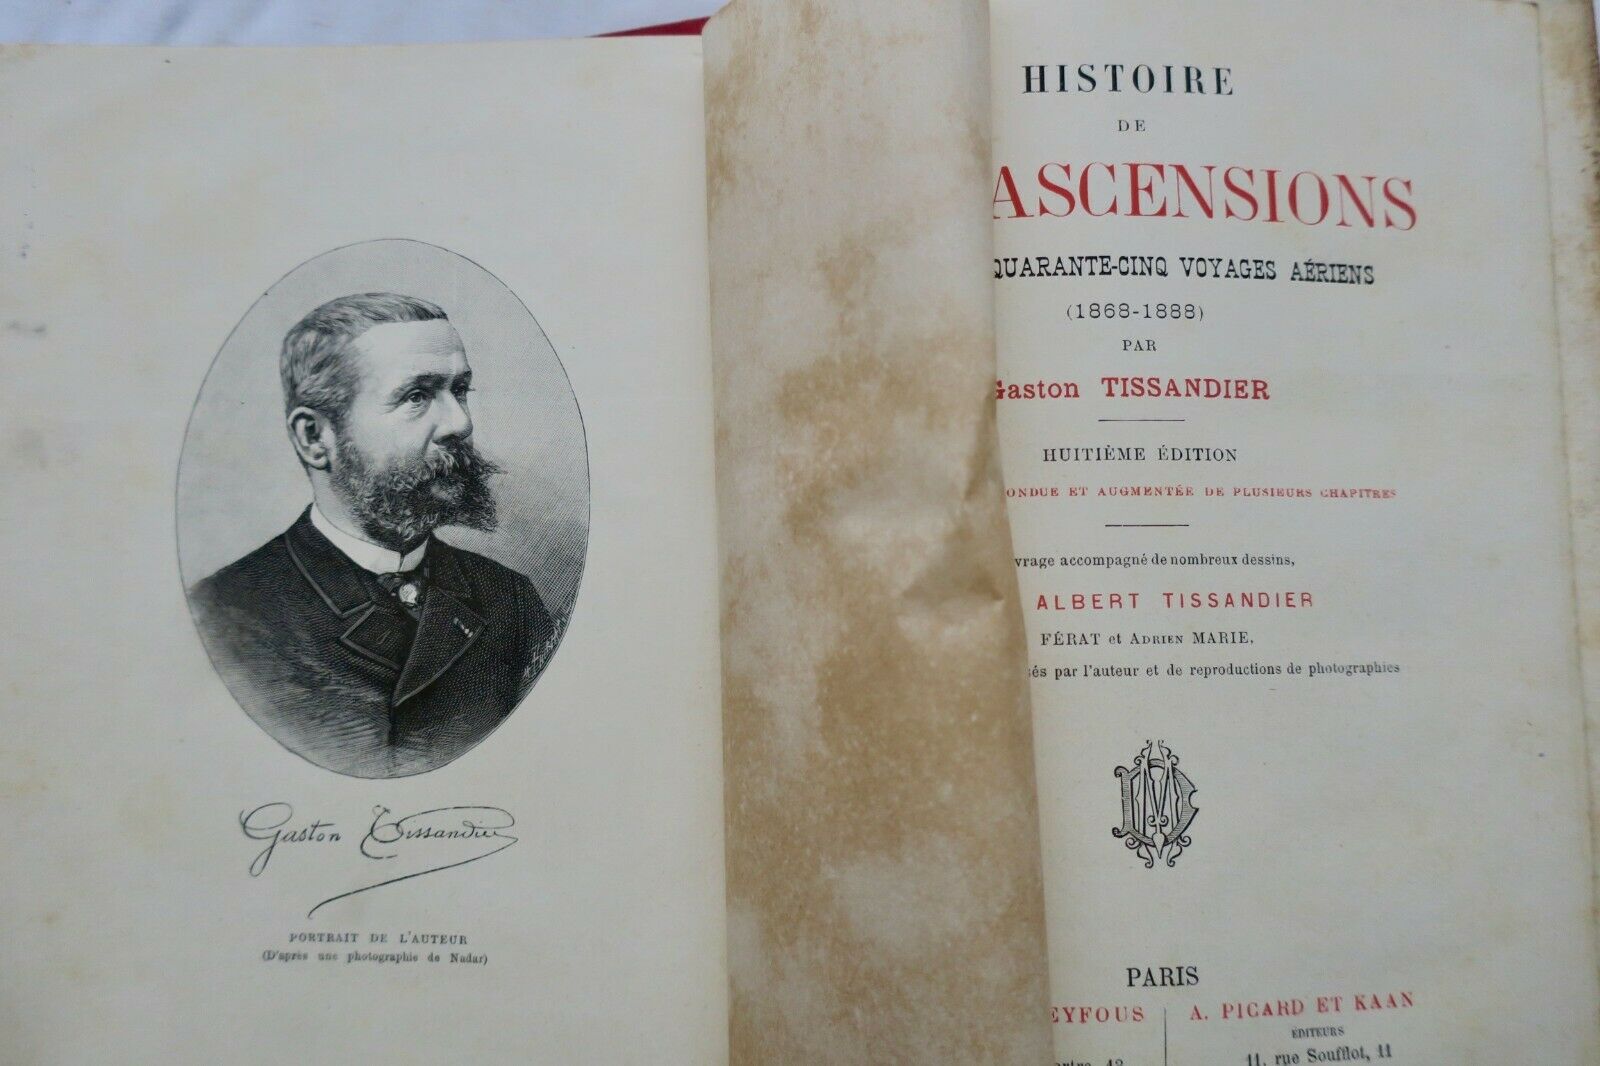 Gaston Tissandier
PORTRAIT DE L'AUTEUR
(D'après une photographie de Nadar)
HISTOIRE
DE
ASCENSIONS
QUARANTE-CINQ VOYAGES AÉRIENS
(1868-1888)
PAR
Gaston TISSANDIER
HUITIÈME ÉDITION
ONDUE ET AUGMENTÉE DE PLUSIEURS CHAPITRES
vrage accompagné de nombreux dessins,
ALBERT TISSANDIER
FÉRAT et ADRIEN MARIE,
és par l'auteur et de reproductions de photographies
PARIS
EYFOUS
A. PICARD ET KAAN
ÉDITEURS
11, rue Soufflot, 11